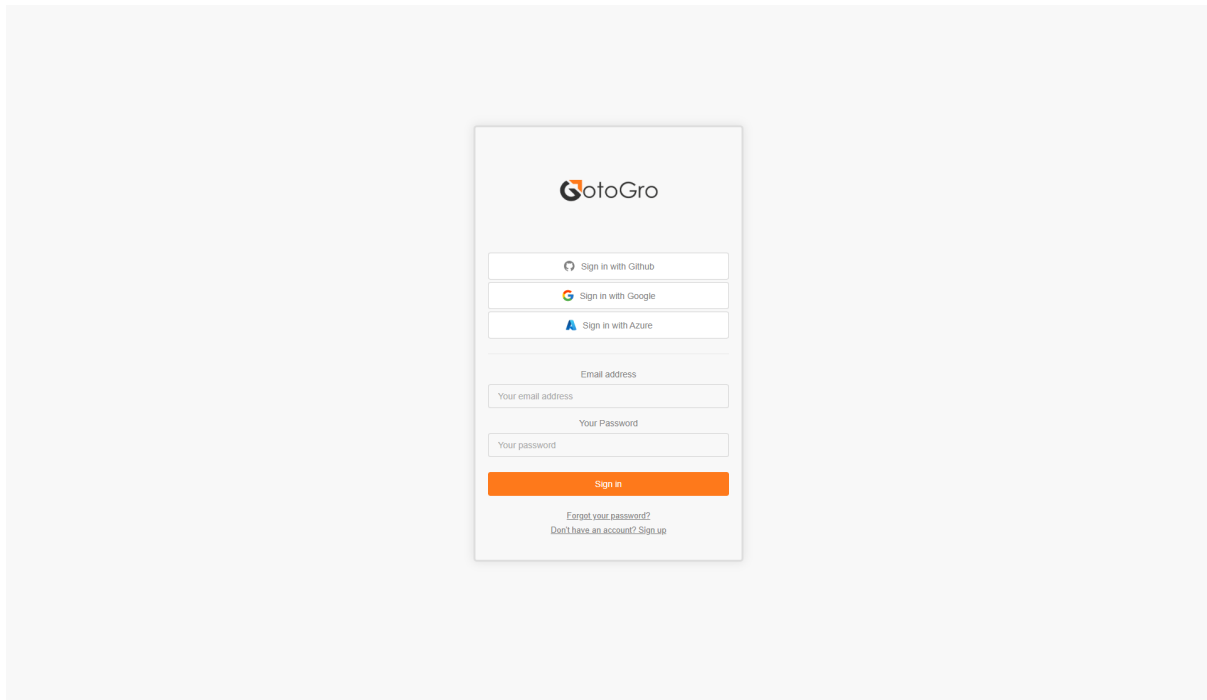 GotoGro
Sign in with Github
Sign in with Google
Sign in with Azure
Email address
Your email address
Your Password
Your password
Sign in
Forgot your password?
Don't have an account? Sign up